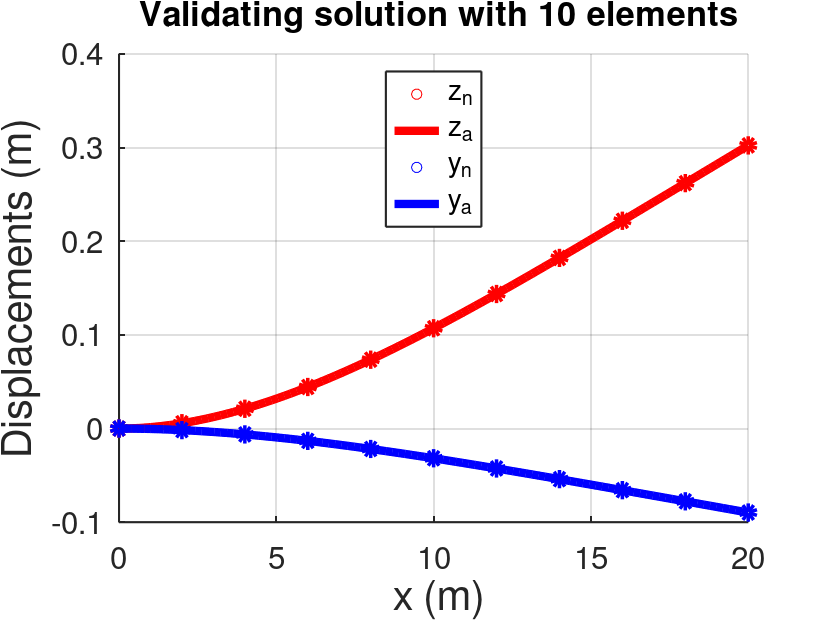 Validating solution with 10 elements
Displacements (m)
0.4
0.3
0.2
0.1
0
-0.1
zn
za
yn
ya
0
5
10
15
20
x (m)